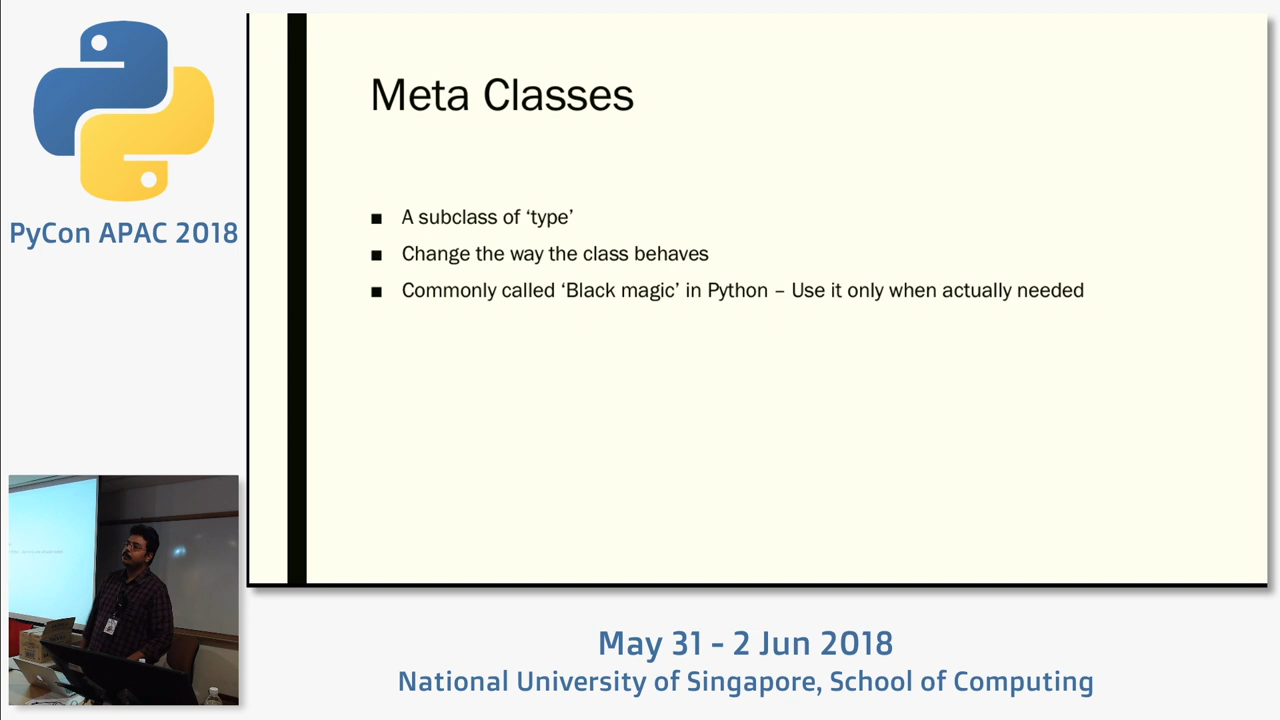 PyCon APAC 2018
Meta Classes
■ A subclass of ‘type’
■ Change the way the class behaves
■ Commonly called ‘Black magic’ in Python – Use it only when actually needed
May 31 - 2 Jun 2018
National University of Singapore, School of Computing